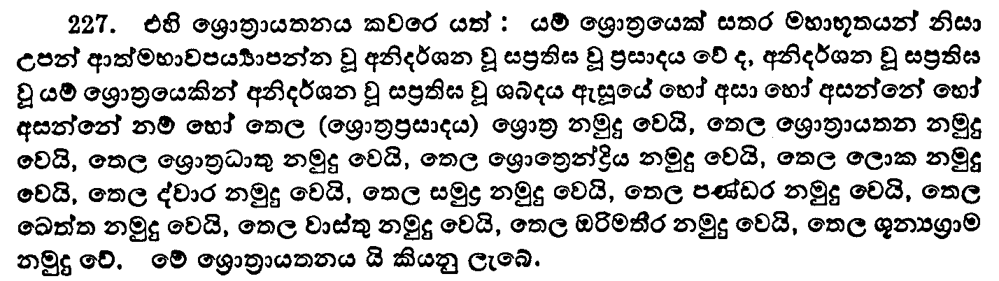 227. එහි ශ්‍රොත්‍රායතනය කවරෙ යත් : යම් ශ්‍රොත්‍රයෙක් සතර මහාභූතයන් නිසා
උපන් ආත්මභාවපර්‍ය්‍යාපන්න වූ අනිදර්ශන වූ සප්‍රතිඝ වූ ප්‍රසාදය වේ ද, අනිදර්ශන වූ සප්‍රතිඝ
වූ යම් ශ්‍රොත්‍රයෙකින් අනිදර්ශන වූ සප්‍රතිඝ වූ ශබ්දය ඇසූයේ හෝ අසා හෝ අසන්නේ හෝ
අසන්නේ නම් හෝ තෙල (ශ්‍රොත්‍රප්‍රසාදය) ශ්‍රොත්‍ර නමුදු වෙයි, තෙල ශ්‍රොත්‍රායතන නමුදු
වෙයි, තෙල ශ්‍රොත්‍රධාතු නමුදු වෙයි, තෙල ශ්‍රොත්‍රෙන්ද්‍රිය නමුදු වෙයි, තෙල ලොක නමුදු
වෙයි, තෙල ද්වාර නමුදු වෙයි, තෙල සමුද්‍ර නමුදු වෙයි, තෙල පණ්ඩර නමුදු වෙයි, තෙල
ඛෙත්ත නමුදු වෙයි, තෙල වාස්තු නමුදු වෙයි, තෙල ඔරිමතීර නමුදු වෙයි, තෙල ශූන්‍යග්‍රාම
නමුදු වේ. මේ ශ්‍රොත්‍රායතනය යි කියනු ලැබේ.